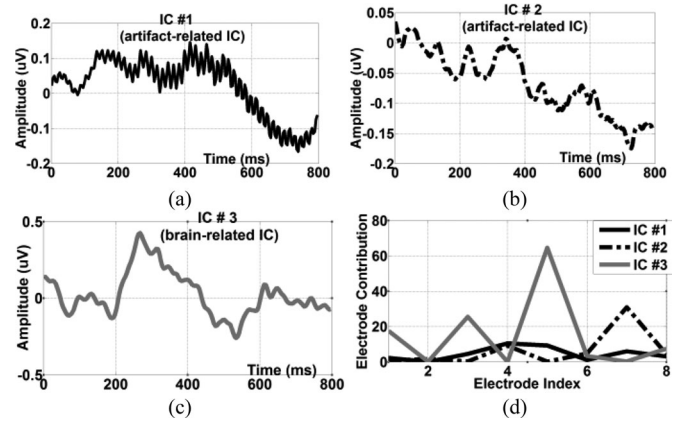 IC #1
(artifact-related IC)
0.2
0.1
0
-0.1
-0.2
Amplitude (uV)
Time (ms)
0 200 400 600 800
(a)
IC # 2
(artifact-related IC)
0.05
0
-0.05
-0.1
-0.15
-0.2
Amplitude (uV)
Time (ms)
0 200 400 600 800
(b)
IC # 3
(brain-related IC)
0.5
0
-0.5
Amplitude (uV)
Time (ms)
0 200 400 600 800
(c)
80
60
40
20
0
Electrode Contribution
IC #1
IC #2
IC #3
2 4 6 8
Electrode Index
(d)